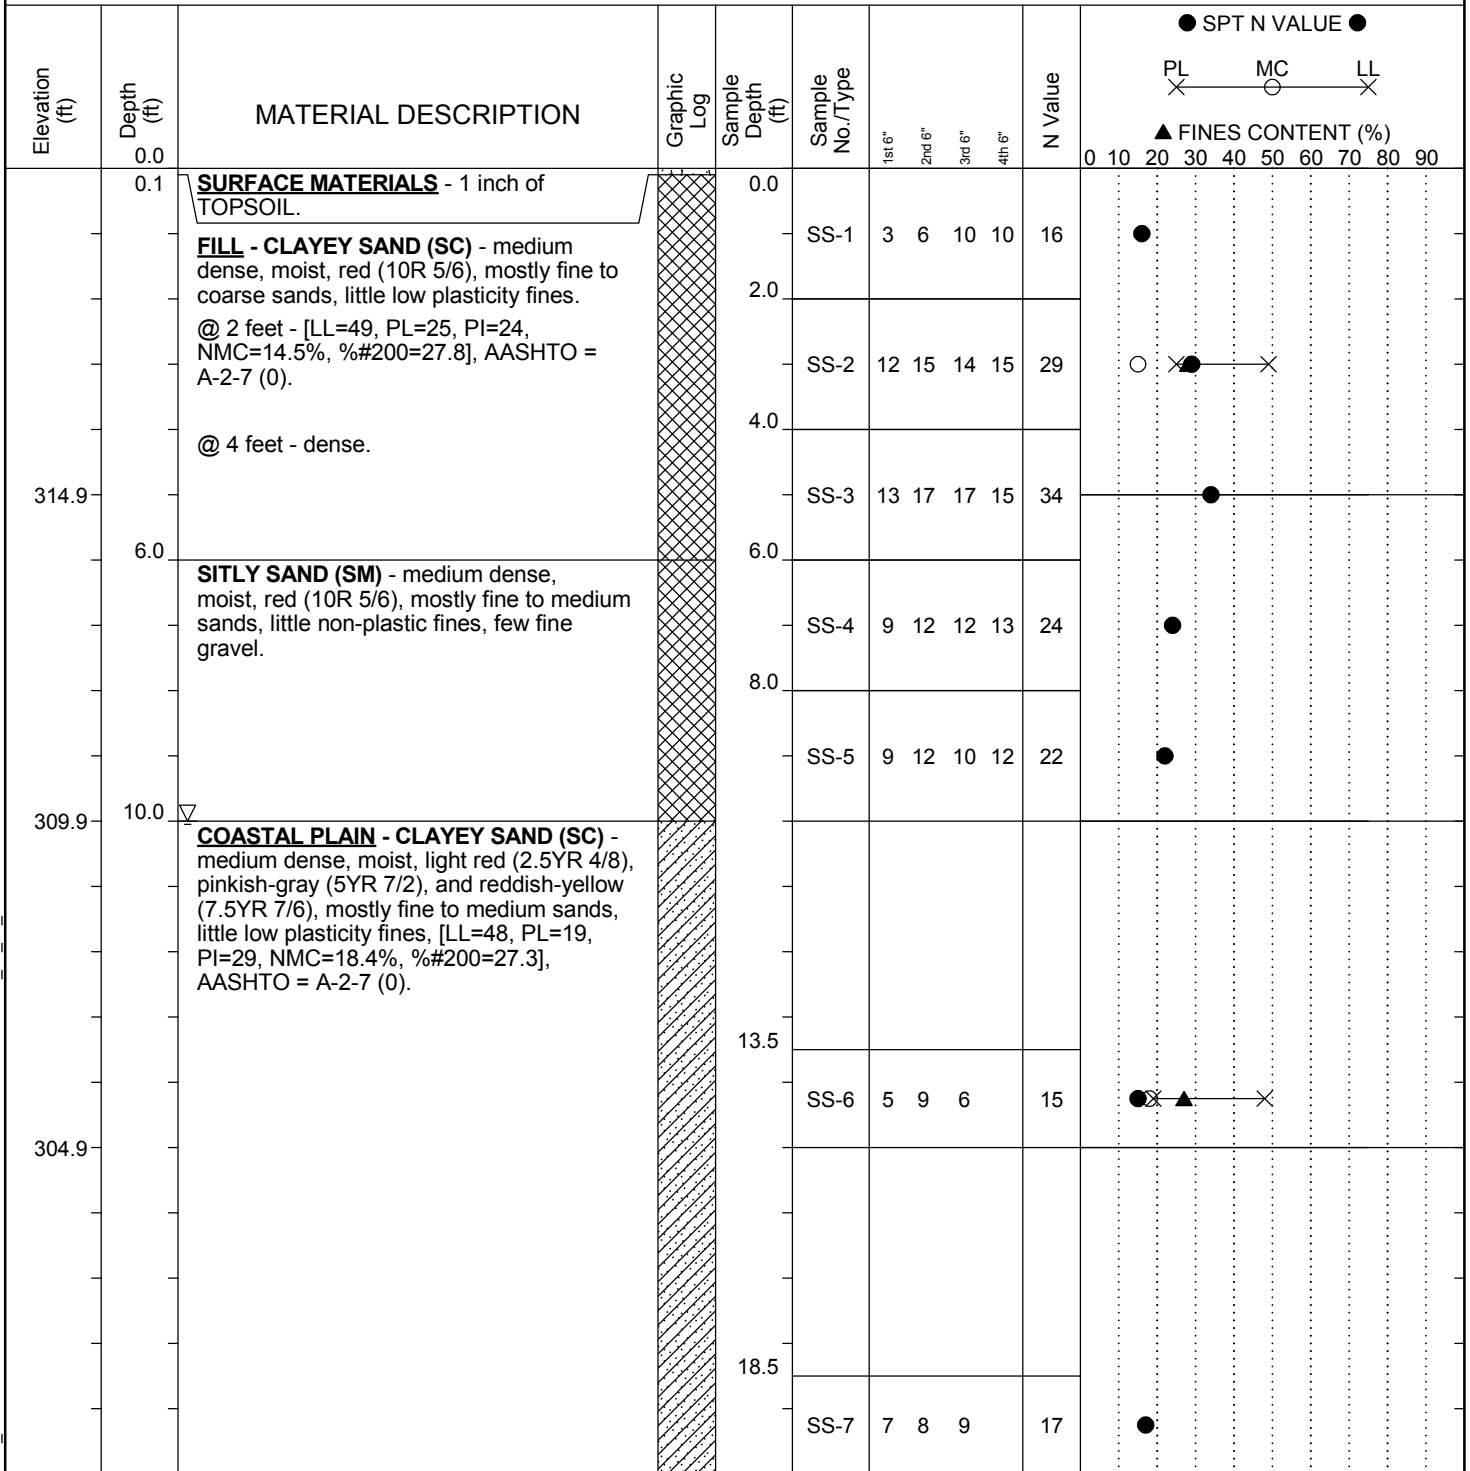 ● SPT N VALUE ●
PL MC LL
▲ FINES CONTENT (%)
0 10 20 30 40 50 60 70 80 90
Elevation
(ft)
Depth
(ft)
0.0
MATERIAL DESCRIPTION
Graphic
Log
Sample
Depth
(ft)
Sample
No./Type
1st 6"
2nd 6"
3rd 6"
4th 6"
N Value
0.1
SURFACE MATERIALS - 1 inch of
TOPSOIL.
0.0
FILL - CLAYEY SAND (SC) - medium
dense, moist, red (10R 5/6), mostly fine to
coarse sands, little low plasticity fines.
SS-1 3 6 10 10 16
2.0
@ 2 feet - [LL=49, PL=25, PI=24,
NMC=14.5%, %#200=27.8], AASHTO =
A-2-7 (0).
SS-2 12 15 14 15 29
4.0
@ 4 feet - dense.
314.9
SS-3 13 17 17 15 34
6.0
6.0
SITLY SAND (SM) - medium dense,
moist, red (10R 5/6), mostly fine to medium
sands, little non-plastic fines, few fine
gravel.
SS-4 9 12 12 13 24
8.0
SS-5 9 12 10 12 22
309.9
10.0
COASTAL PLAIN - CLAYEY SAND (SC) -
medium dense, moist, light red (2.5YR 4/8),
pinkish-gray (5YR 7/2), and reddish-yellow
(7.5YR 7/6), mostly fine to medium sands,
little low plasticity fines, [LL=48, PL=19,
PI=29, NMC=18.4%, %#200=27.3],
AASHTO = A-2-7 (0).
13.5
SS-6 5 9 6 15
304.9
18.5
SS-7 7 8 9 17